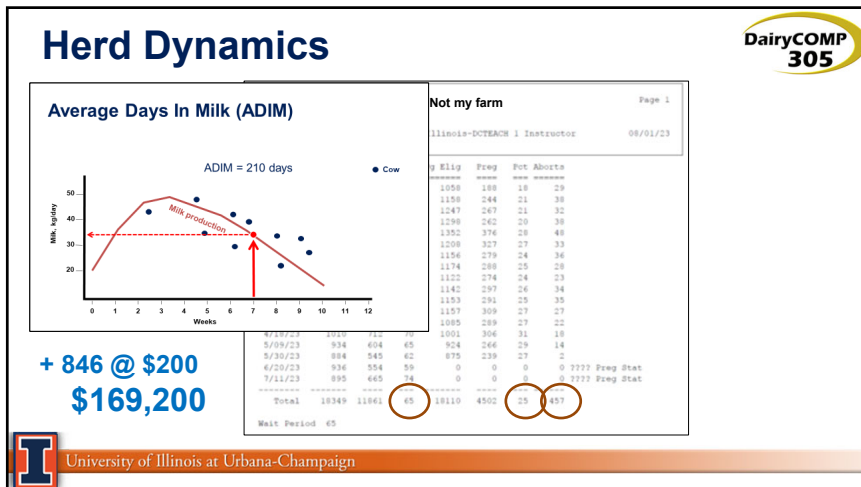 Herd Dynamics
DairyCOMP
305
Average Days In Milk (ADIM)
ADIM = 210 days
Cow
Milk, kg/day
50
40
30
20
Milk production
0 1 2 3 4 5 6 7 8 9 10 11 12
Weeks
Not my farm
Page 1
Illinois-DCTEACH 1 Instructor 08/01/23
g Elig Preg Pct Aborts
1058 188 18 29
1158 244 21 38
1247 267 21 32
1298 262 20 38
1352 376 28 48
1208 327 27 33
1156 279 24 36
1174 288 25 28
1122 274 24 23
1142 297 26 34
1153 291 25 35
1157 309 27 27
1085 289 27 22
4/18/23 1010 712 70 1001 306 31 18
5/09/23 934 604 65 924 266 29 14
5/30/23 884 545 62 875 239 27 2
6/20/23 936 554 59 0 0 0 0 ???? Preg Stat
7/11/23 895 665 74 0 0 0 0 ???? Preg Stat
Total 18349 11861 65 18110 4502 25 457
Wait Period 65
+ 846 @ $200
$169,200
I
University of Illinois at Urbana-Champaign